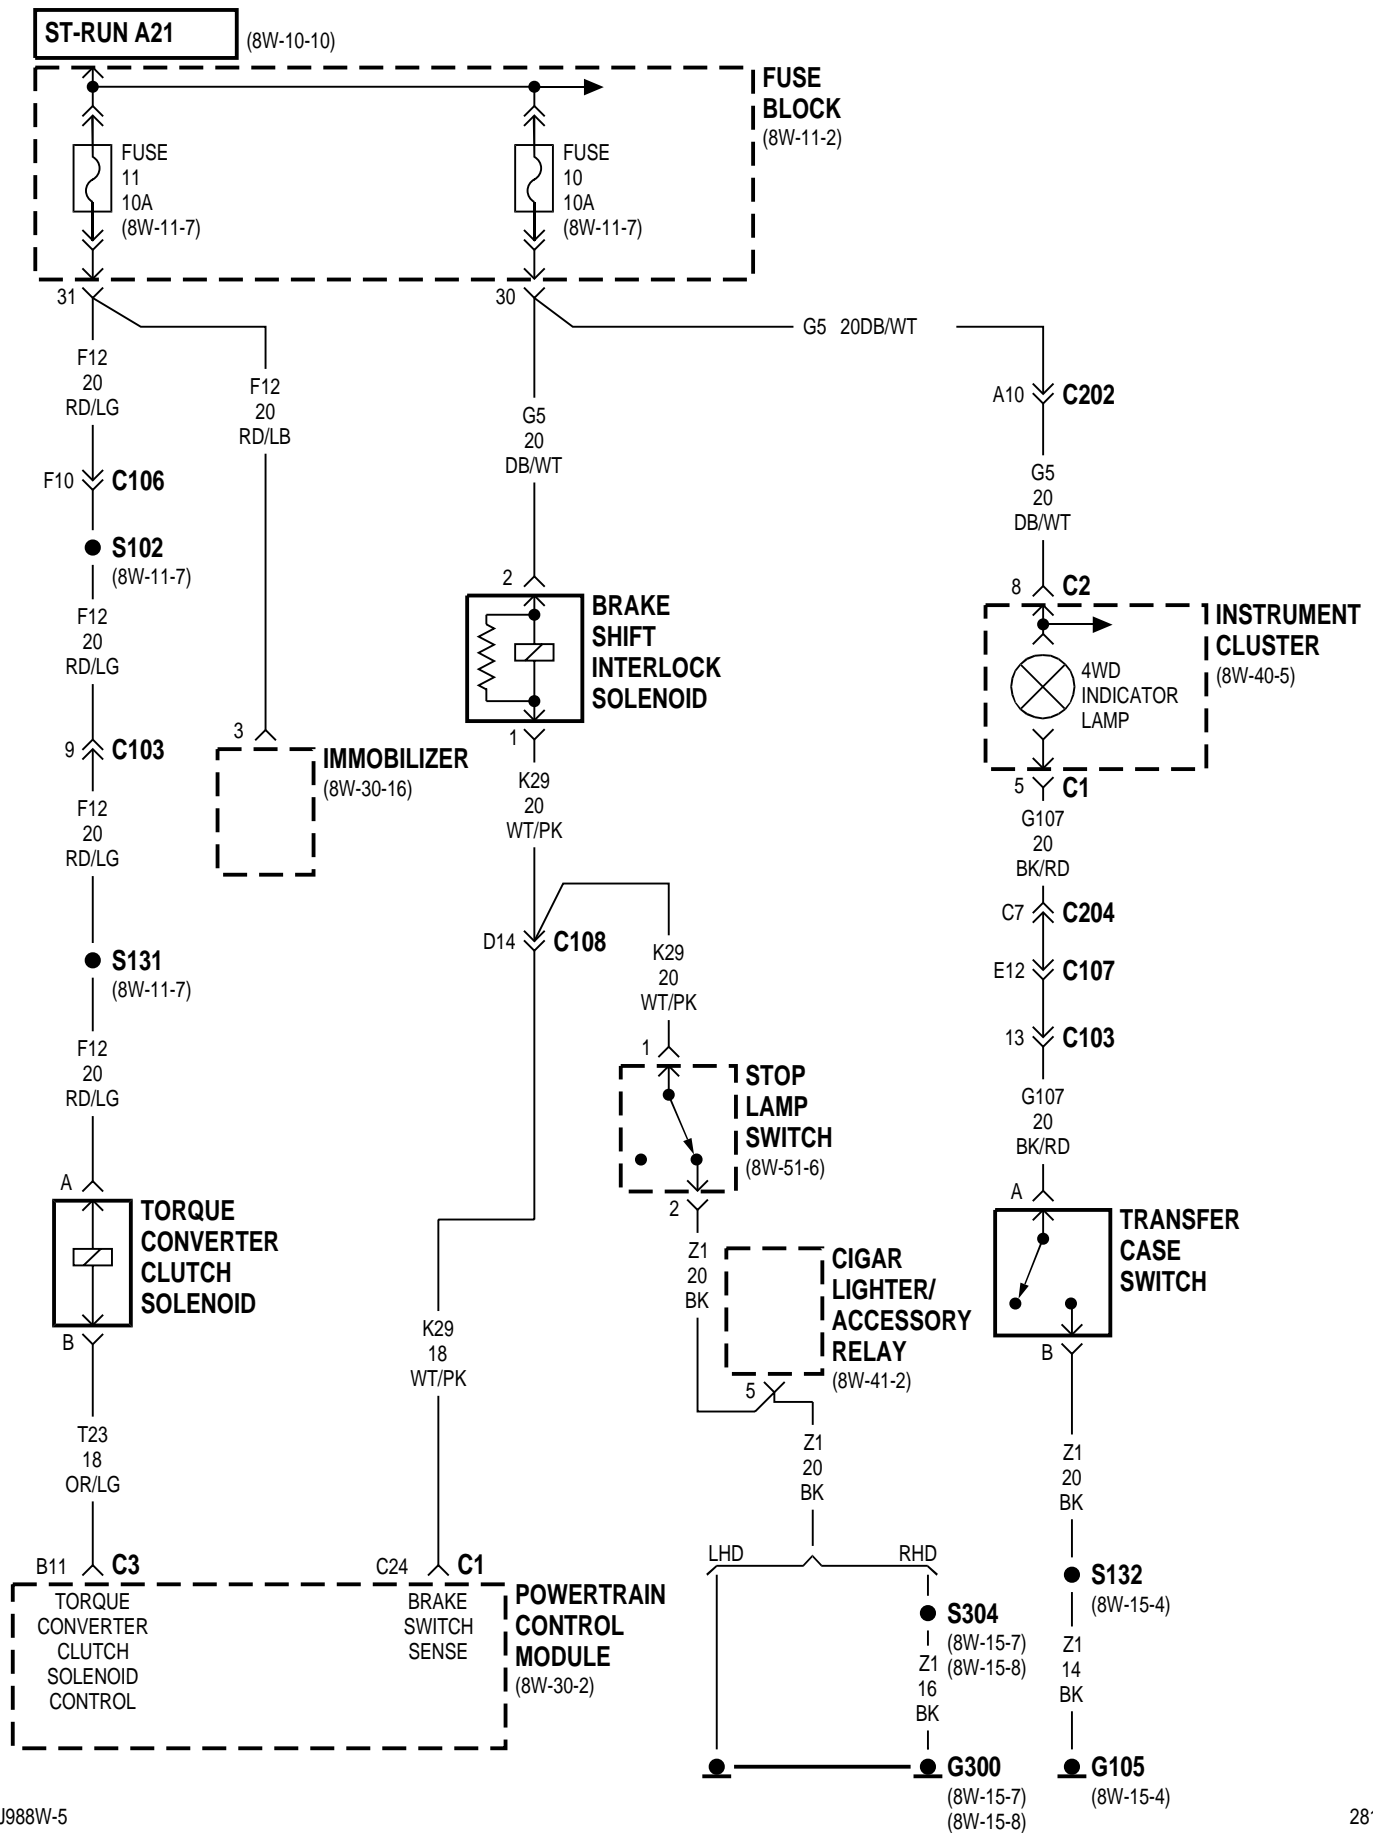 ST-RUN A21
(8W-10-10)
FUSE
BLOCK
(8W-11-2)
FUSE
11
10A
(8W-11-7)
FUSE
10
10A
(8W-11-7)
31
30
G5 20DB/WT
F12
20
RD/LG
F12
20
RD/LB
G5
20
DB/WT
A10
C202
F10
C106
G5
20
DB/WT
S102
(8W-11-7)
2
8
C2
F12
20
RD/LG
BRAKE
SHIFT
INTERLOCK
SOLENOID
INSTRUMENT
CLUSTER
(8W-40-5)
4WD
INDICATOR
LAMP
9
C103
3
IMMOBILIZER
(8W-30-16)
1
K29
20
WT/PK
5
C1
G107
20
BK/RD
F12
20
RD/LG
C7
C204
D14
C108
K29
20
WT/PK
S131
(8W-11-7)
E12
C107
13
C103
F12
20
RD/LG
1
STOP
LAMP
SWITCH
(8W-51-6)
2
G107
20
BK/RD
A
TORQUE
CONVERTER
CLUTCH
SOLENOID
B
A
TRANSFER
CASE
SWITCH
B
Z1
20
BK
CIGAR
LIGHTER/
ACCESSORY
RELAY
(8W-41-2)
5
K29
18
WT/PK
T23
18
OR/LG
Z1
20
BK
Z1
20
BK
B11
C3
C24
C1
LHD
RHD
TORQUE
CONVERTER
CLUTCH
SOLENOID
CONTROL
BRAKE
SWITCH
SENSE
POWERTRAIN
CONTROL
MODULE
(8W-30-2)
S304
(8W-15-7)
(8W-15-8)
S132
(8W-15-4)
Z1
16
BK
Z1
14
BK
G300
(8W-15-7)
(8W-15-8)
G105
(8W-15-4)
J988W-5
281